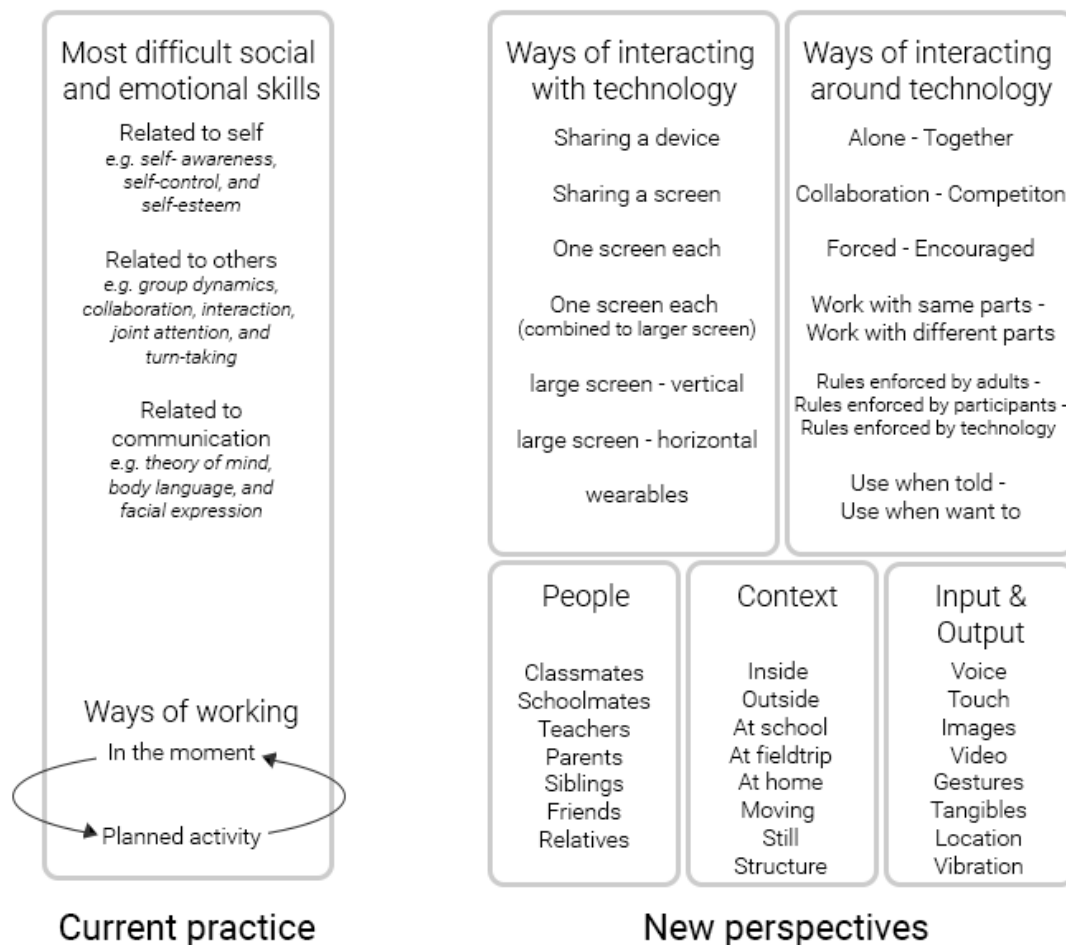 Most difficult social
and emotional skills
Related to self
e.g. self- awareness,
self-control, and
self-esteem
Related to others
e.g. group dynamics,
collaboration, interaction,
joint attention, and
turn-taking
Related to
communication
e.g. theory of mind,
body language, and
facial expression
Ways of working
In the moment
Planned activity
Current practice
Ways of interacting
with technology
Sharing a device
Sharing a screen
One screen each
One screen each
(combined to larger screen)
large screen - vertical
large screen - horizontal
wearables
Ways of interacting
around technology
Alone - Together
Collaboration - Competiton
Forced - Encouraged
Work with same parts -
Work with different parts
Rules enforced by adults -
Rules enforced by participants -
Rules enforced by technology
Use when told -
Use when want to
People
Classmates
Schoolmates
Teachers
Parents
Siblings
Friends
Relatives
Context
Inside
Outside
At school
At fieldtrip
At home
Moving
Still
Structure
Input &
Output
Voice
Touch
Images
Video
Gestures
Tangibles
Location
Vibration
New perspectives